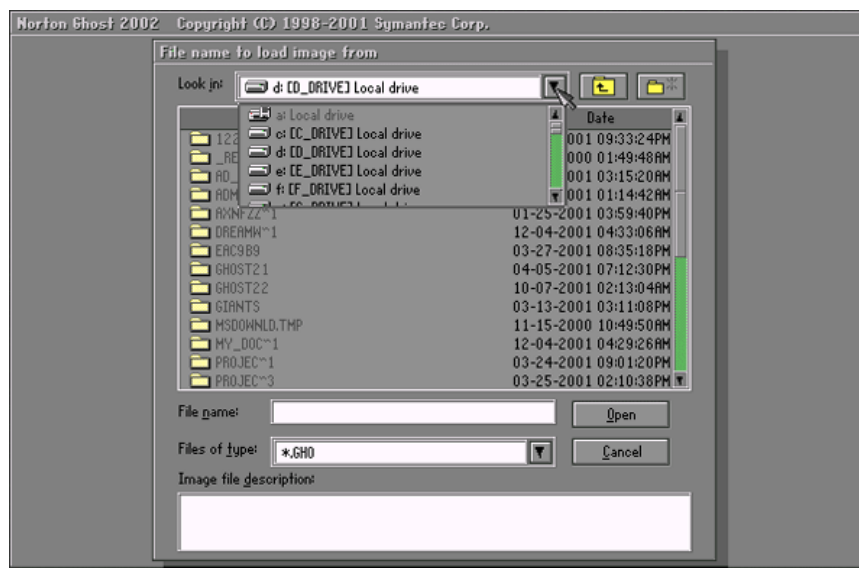 Norton Ghost 2002 Copyright (C) 1998-2001 Symantec Corp.
File name to load image from
Look in: d: [D_DRIVE] Local drive
a: Local drive
c: [C_DRIVE] Local drive
d: [D_DRIVE] Local drive
e: [E_DRIVE] Local drive
f: [F_DRIVE] Local drive
Date
122 001 09:33:24PM
_RE 000 01:49:48AM
AD_ 001 03:15:20AM
ADM 001 01:14:42AM
AXNFZZ~1 01-25-2001 03:59:40PM
DREAMW~1 12-04-2001 04:33:06AM
EAC9B9 03-27-2001 08:35:18PM
GHOST21 04-05-2001 07:12:30PM
GHOST22 10-07-2001 02:13:04AM
GIANTS 03-13-2001 03:11:08PM
MSDOWNLD.TMP 11-15-2000 10:49:50AM
MY_DOC~1 12-04-2001 04:29:26AM
PROJEC~1 03-24-2001 09:01:20PM
PROJEC~3 03-25-2001 02:10:38PM
File name: Open
Files of type: *.GHO Cancel
Image file description: